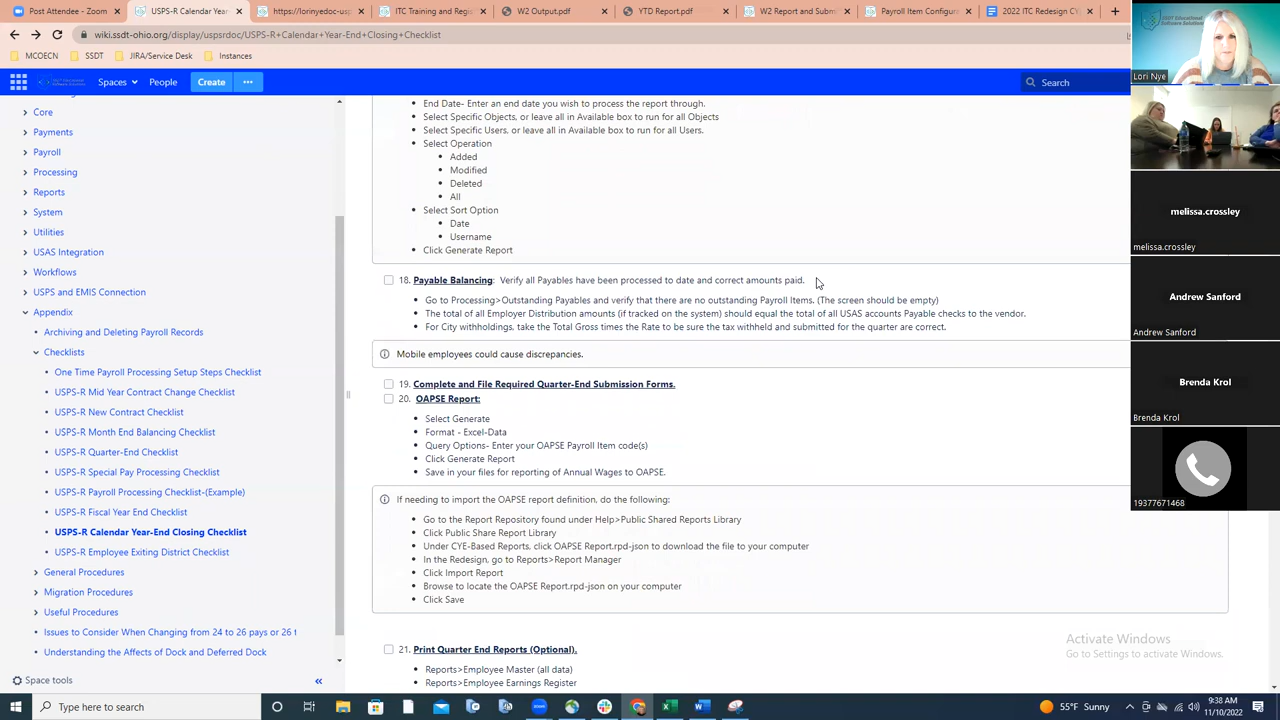 Post Attendee - Zoom
USPS-R Calendar Year-End Cl
https://lorinyedoc-us
ITC Training and Rec
W2 Output.pdf
YTD Report.pdf
W2 Report and Submi
Payroll Item Configur
2022 ITC Redesign CY
wiki.ssdt-ohio.org/display/uspsrdoc/USPS-R+Calendar+Year-End+Closing+Checklist
MCOECN
SSDT
JIRA/Service Desk
Instances
Spaces
People
Create
Search
Core
Payments
Payroll
Processing
Reports
System
Utilities
USAS Integration
Workflows
USPS and EMIS Connection
Appendix
Archiving and Deleting Payroll Records
Checklists
One Time Payroll Processing Setup Steps Checklist
USPS-R Mid Year Contract Change Checklist
USPS-R New Contract Checklist
USPS-R Month End Balancing Checklist
USPS-R Quarter-End Checklist
USPS-R Special Pay Processing Checklist
USPS-R Payroll Processing Checklist-(Example)
USPS-R Fiscal Year End Checklist
USPS-R Calendar Year-End Closing Checklist
USPS-R Employee Exiting District Checklist
General Procedures
Migration Procedures
Useful Procedures
Issues to Consider When Changing from 24 to 26 pays or 26 t
Understanding the Affects of Dock and Deferred Dock
Space tools
End Date- Enter an end date you wish to process the report through.
Select Specific Objects, or leave all in Available box to run for all Objects
Select Specific Users, or leave all in Available box to run for all Users.
Select Operation
Added
Modified
Deleted
All
Select Sort Option
Date
Username
Click Generate Report
18. Payable Balancing: Verify all Payables have been processed to date and correct amounts paid.
Go to Processing>Outstanding Payables and verify that there are no outstanding Payroll Items. (The screen should be empty)
The total of all Employer Distribution amounts (if tracked on the system) should equal the total of all USAS accounts Payable checks to the vendor.
For City withholdings, take the Total Gross times the Rate to be sure the tax withheld and submitted for the quarter are correct.
Mobile employees could cause discrepancies.
19. Complete and File Required Quarter-End Submission Forms.
20. OAPSE Report:
Select Generate
Format - Excel-Data
Query Options- Enter your OAPSE Payroll Item code(s)
Click Generate Report
Save in your files for reporting of Annual Wages to OAPSE.
If needing to import the OAPSE report definition, do the following:
Go to the Report Repository found under Help>Public Shared Reports Library
Click Public Share Report Library
Under CYE-Based Reports, click OAPSE Report.rpd-json to download the file to your computer
In the Redesign, go to Reports>Report Manager
Click Import Report
Browse to locate the OAPSE Report.rpd-json on your computer
Click Save
21. Print Quarter End Reports (Optional).
Reports>Employee Master (all data)
Reports>Employee Earnings Register
Lori Nye
melissa.crossley
melissa.crossley
Andrew Sanford
Andrew Sanford
Brenda Krol
Brenda Krol
19377671468
Activate Windows
Go to Settings to activate Windows.
Type here to search
55°F Sunny
9:38 AM
11/10/2022